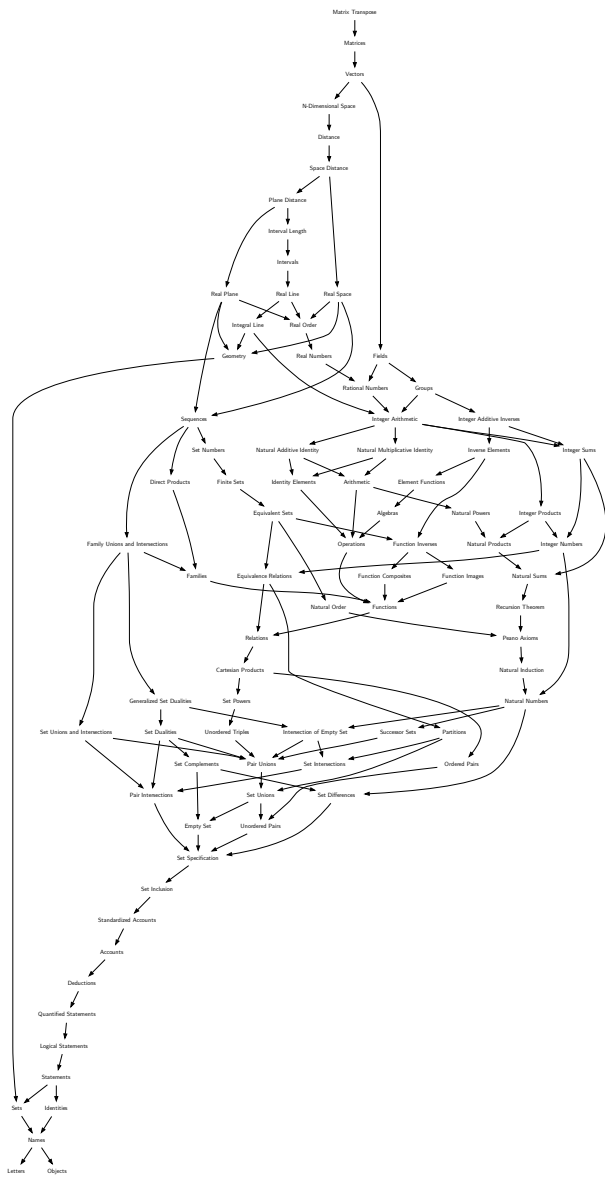 Matrix Transpose
Matrices
Vectors
N-Dimensional Space
Distance
Space Distance
Plane Distance
Interval Length
Intervals
Real Plane Real Line Real Space
Integral Line Real Order
Geometry Real Numbers Fields
Rational Numbers Groups
Sequences Integer Arithmetic Integer Additive Inverses
Set Numbers Natural Additive Identity Natural Multiplicative Identity Inverse Elements Integer Sums
Direct Products Finite Sets Identity Elements Arithmetic Element Functions
Equivalent Sets Algebras Natural Powers Integer Products
Family Unions and Intersections Operations Function Inverses Natural Products Integer Numbers
Families Equivalence Relations Function Composites Function Images Natural Sums
Natural Order Functions Recursion Theorem
Relations Peano Axioms
Cartesian Products Natural Induction
Generalized Set Dualities Set Powers Natural Numbers
Set Unions and Intersections Set Dualities Unordered Triples Intersection of Empty Set Successor Sets Partitions
Set Complements Pair Unions Set Intersections Ordered Pairs
Pair Intersections Set Unions Set Differences
Empty Set Unordered Pairs
Set Specification
Set Inclusion
Standardized Accounts
Accounts
Deductions
Quantified Statements
Logical Statements
Statements
Sets Identities
Names
Letters Objects